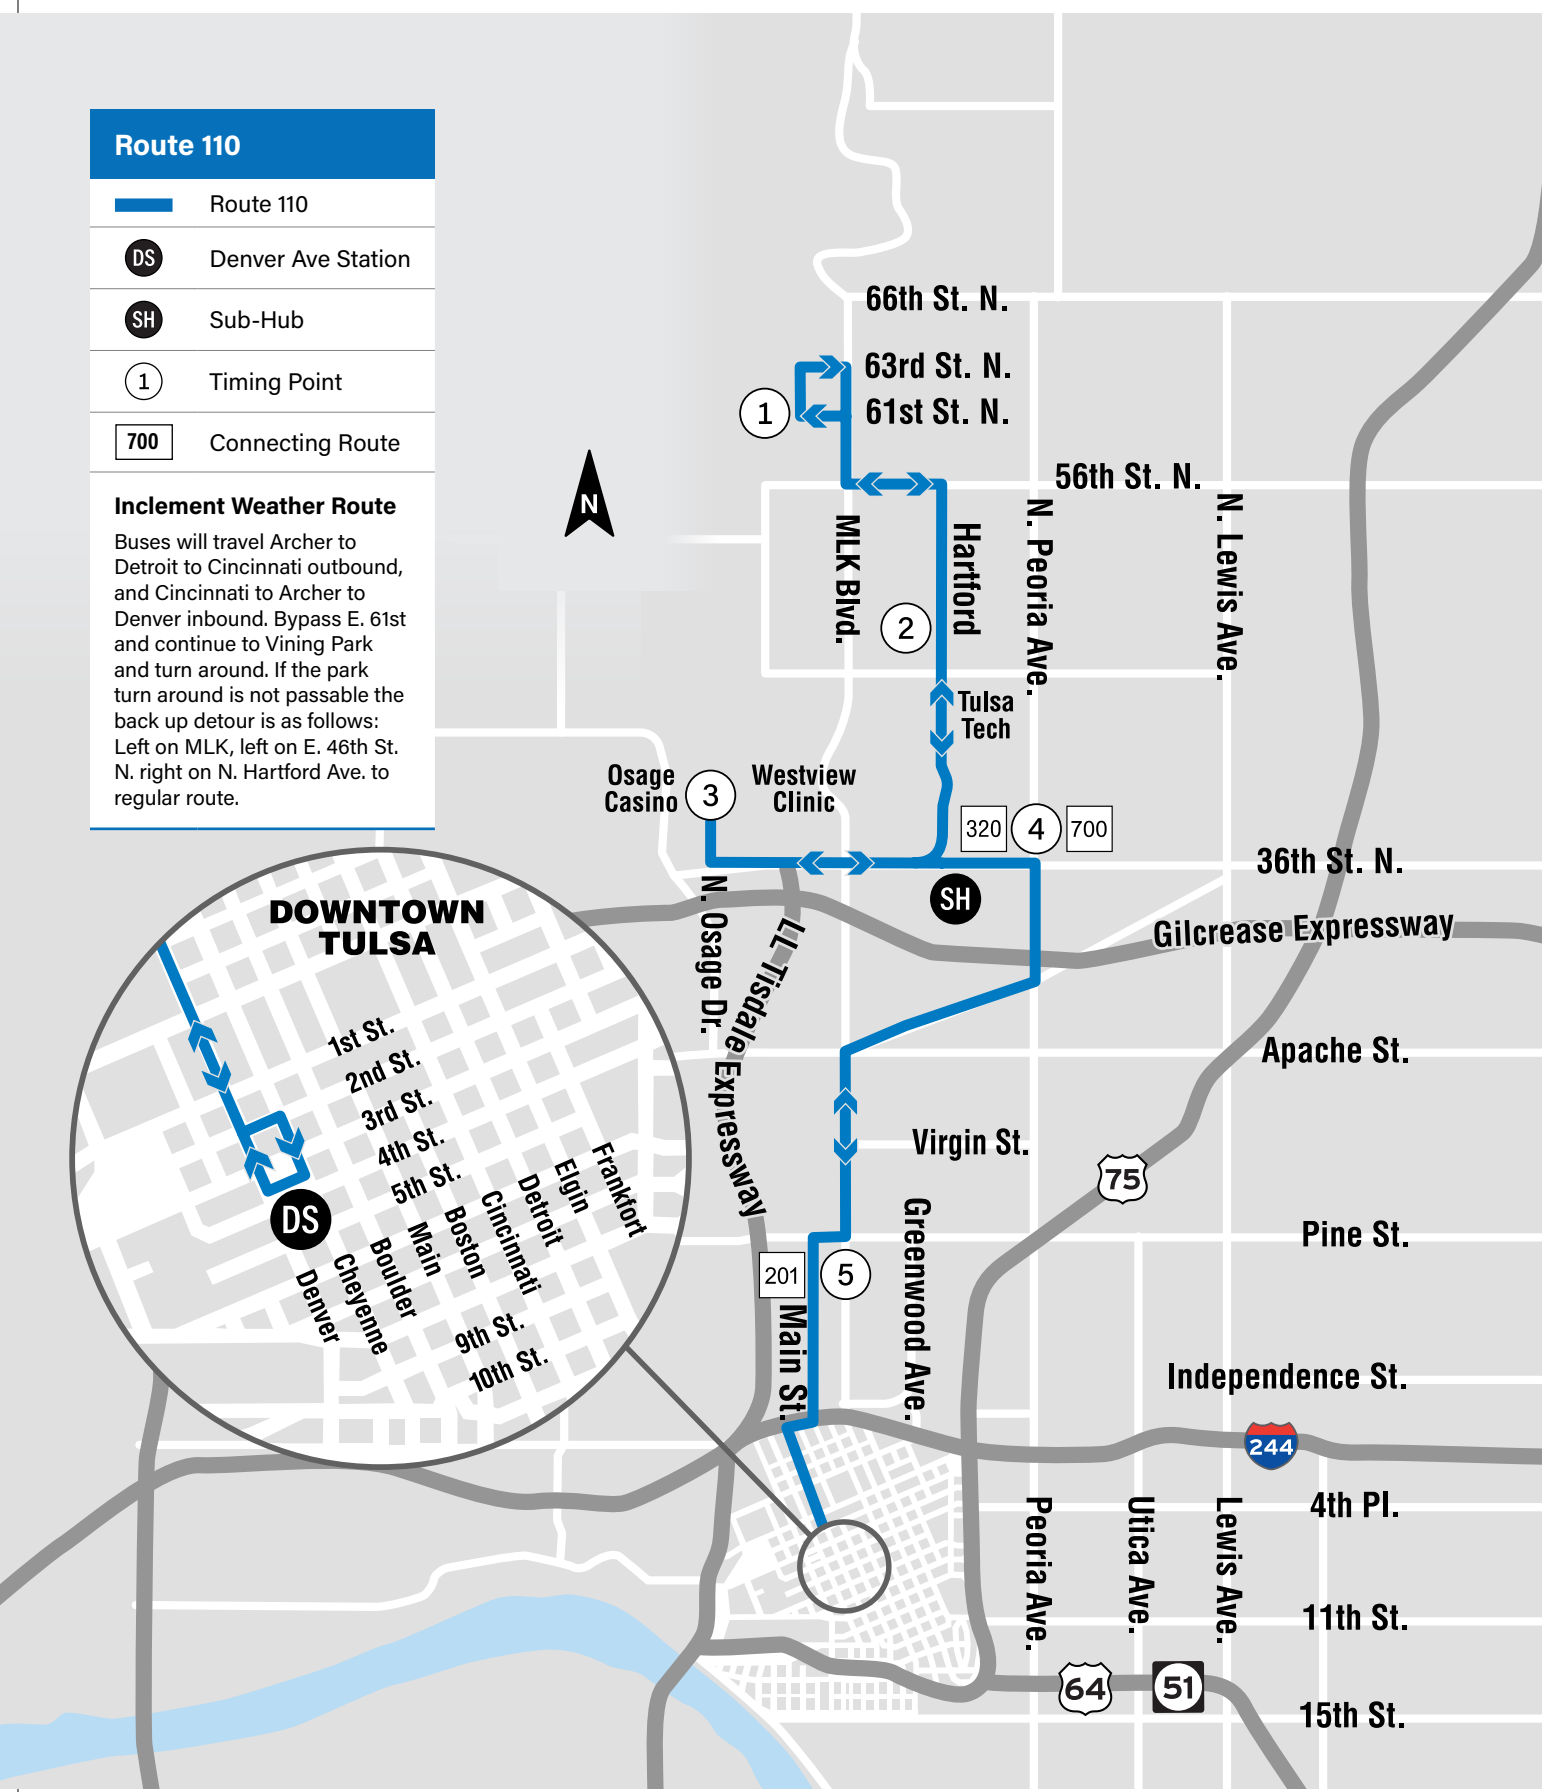 Route 110
Route 110
DS
Denver Ave Station
SH
Sub-Hub
1
Timing Point
700
Connecting Route
Inclement Weather Route
Buses will travel Archer to
Detroit to Cincinnati outbound,
and Cincinnati to Archer to
Denver inbound. Bypass E. 61st
and continue to Vining Park
and turn around. If the park
turn around is not passable the
back up detour is as follows:
Left on MLK, left on E. 46th St.
N. right on N. Hartford Ave. to
regular route.
N
66th St. N.
63rd St. N.
1
61st St. N.
56th St. N.
MLK Blvd.
Hartford
N. Peoria Ave.
N. Lewis Ave.
2
Tulsa
Tech
Osage
Casino
3
Westview
Clinic
320
4
700
36th St. N.
SH
N. Osage Dr.
L.L. Tisdale Expressway
Gilcrease Expressway
Apache St.
Virgin St.
75
Pine St.
201
5
Main St.
Greenwood Ave.
Independence St.
244
4th Pl.
Peoria Ave.
Utica Ave.
Lewis Ave.
11th St.
64
51
15th St.
DOWNTOWN
TULSA
1st St.
2nd St.
3rd St.
4th St.
5th St.
DS
Denver
Cheyenne
Boulder
Main
Boston
Cincinnati
Detroit
Elgin
Frankfort
9th St.
10th St.